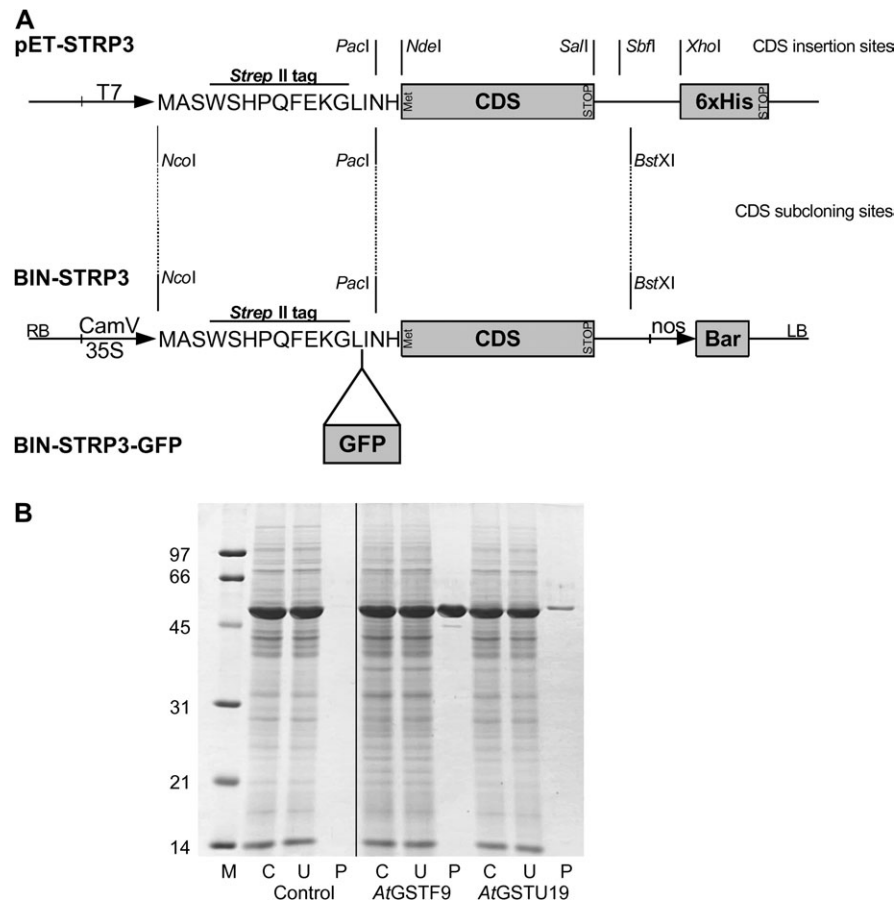 A
pET-STRP3
PacI NdeI SalI SbfI XhoI CDS insertion sites
Strep II tag
T7 MASWSHPQFEKGLINH Met CDS STOP 6xHis STOP
NcoI PacI BstXI
CDS subcloning sites
BIN-STRP3
NcoI PacI BstXI
Strep II tag
RB CamV 35S MASWSHPQFEKGLINH Met CDS STOP nos Bar LB
GFP
BIN-STRP3-GFP
B
97
66
45
31
21
14
M C U P C U P C U P
Control AtGSTF9 AtGSTU19